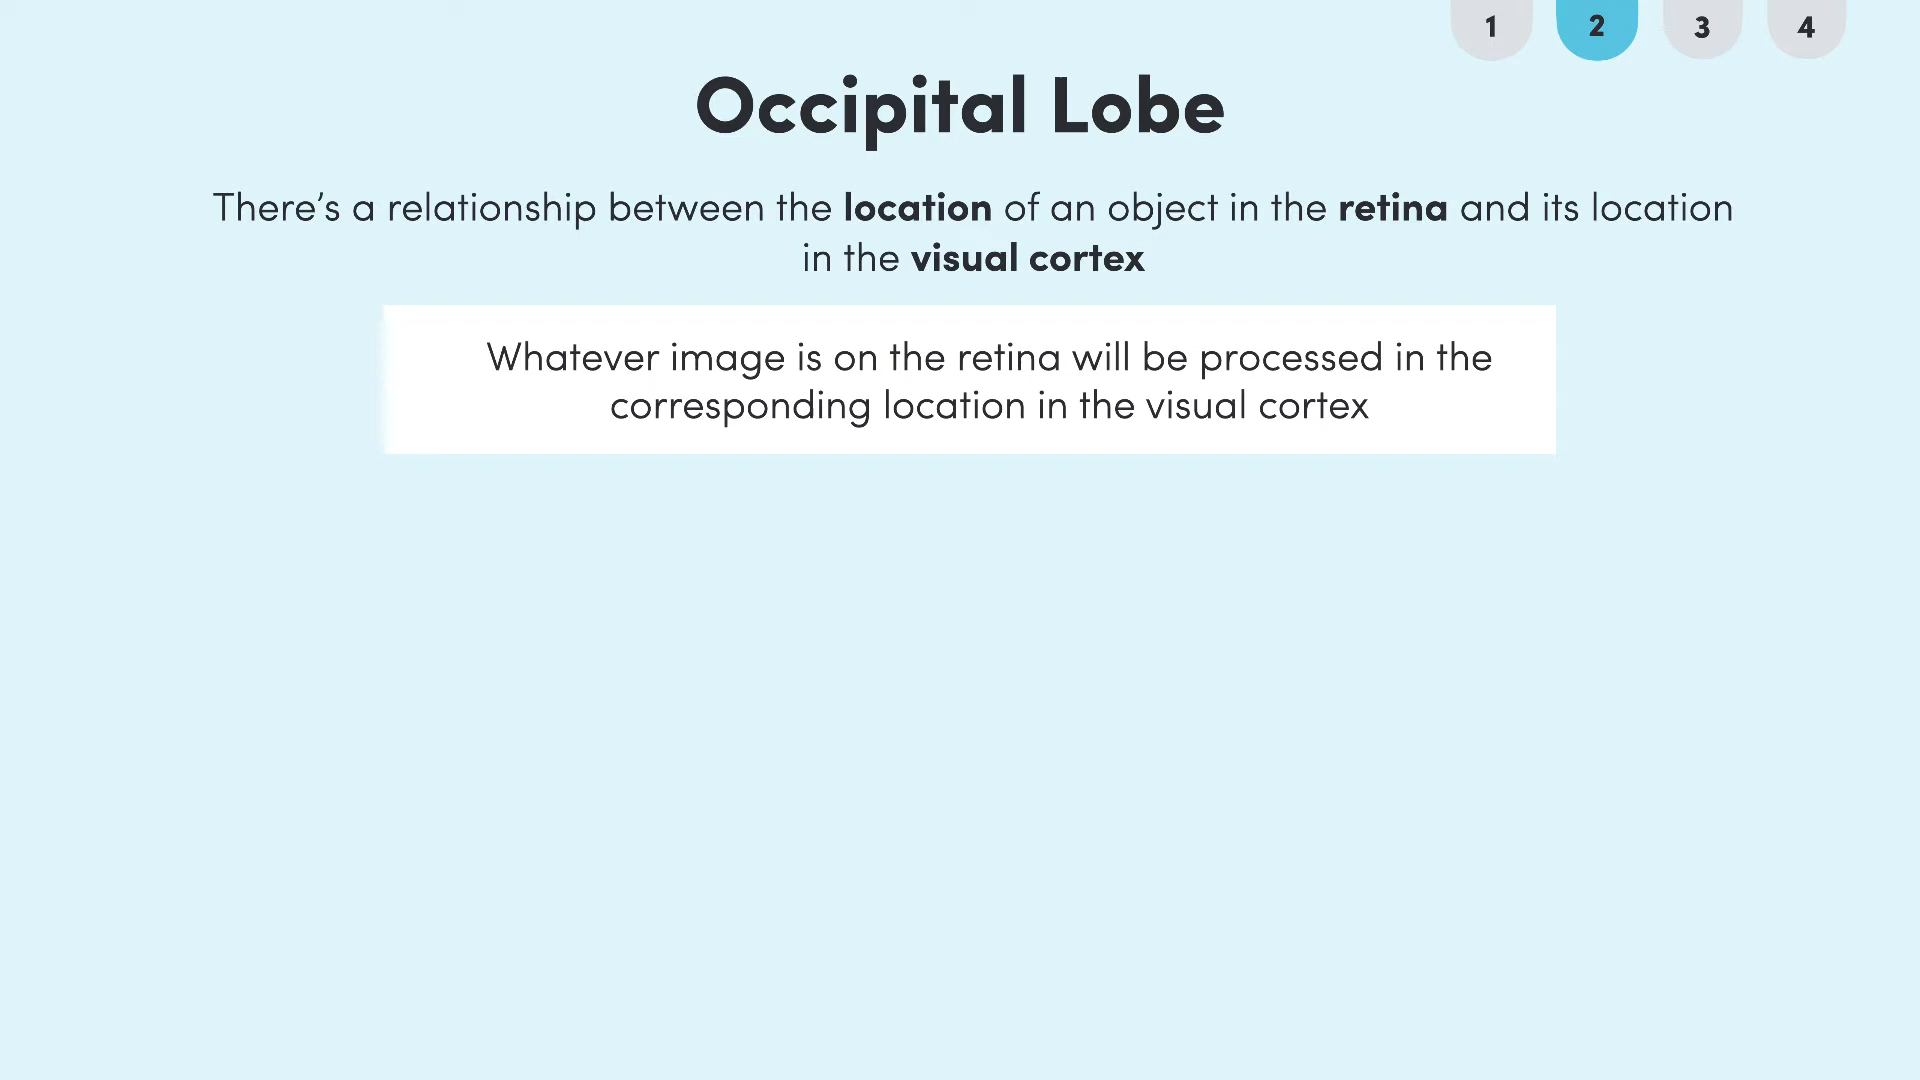 1 2 3 4
Occipital Lobe
There’s a relationship between the location of an object in the retina and its location
in the visual cortex
Whatever image is on the retina will be processed in the
corresponding location in the visual cortex